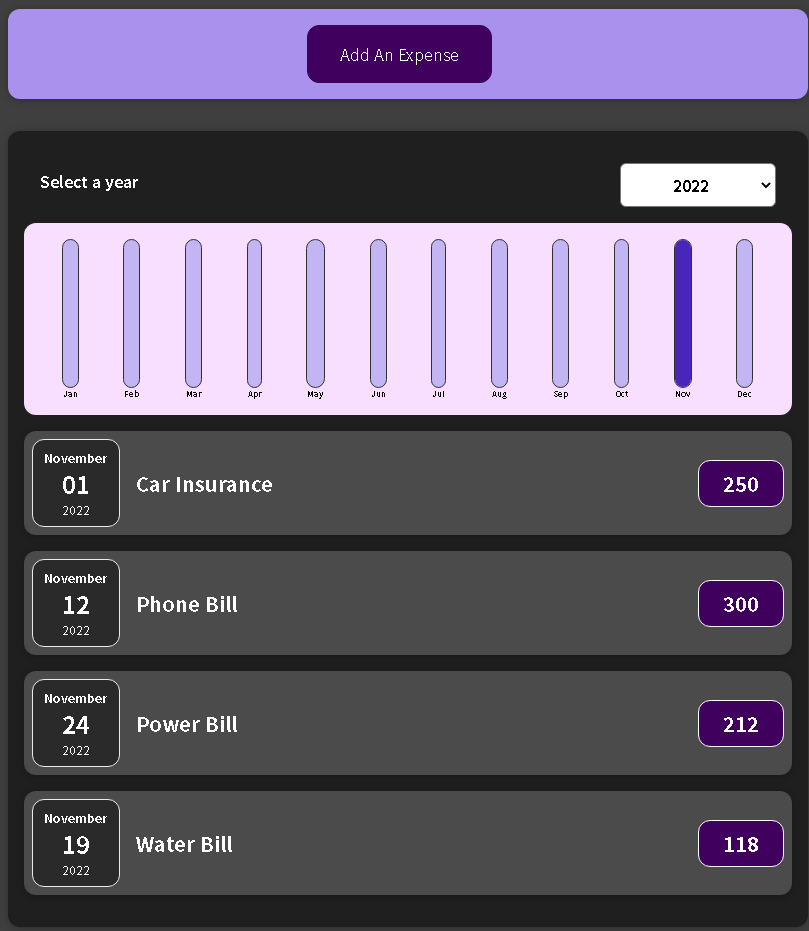 Add An Expense
Select a year
2022
Jan Feb Mar Apr May Jun Jul Aug Sep Oct Nov Dec
November
01
2022
Car Insurance
250
November
12
2022
Phone Bill
300
November
24
2022
Power Bill
212
November
19
2022
Water Bill
118